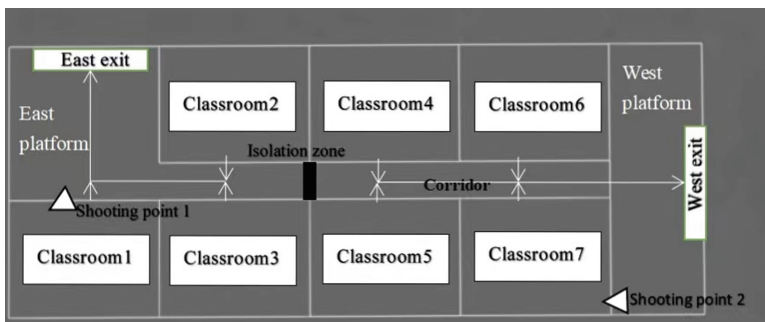 East exit
West
platform
Classroom2
Classroom4
Classroom6
East
platform
Isolation zone
Corridor
West exit
Shooting point 1
Classroom1
Classroom3
Classroom5
Classroom7
Shooting point 2